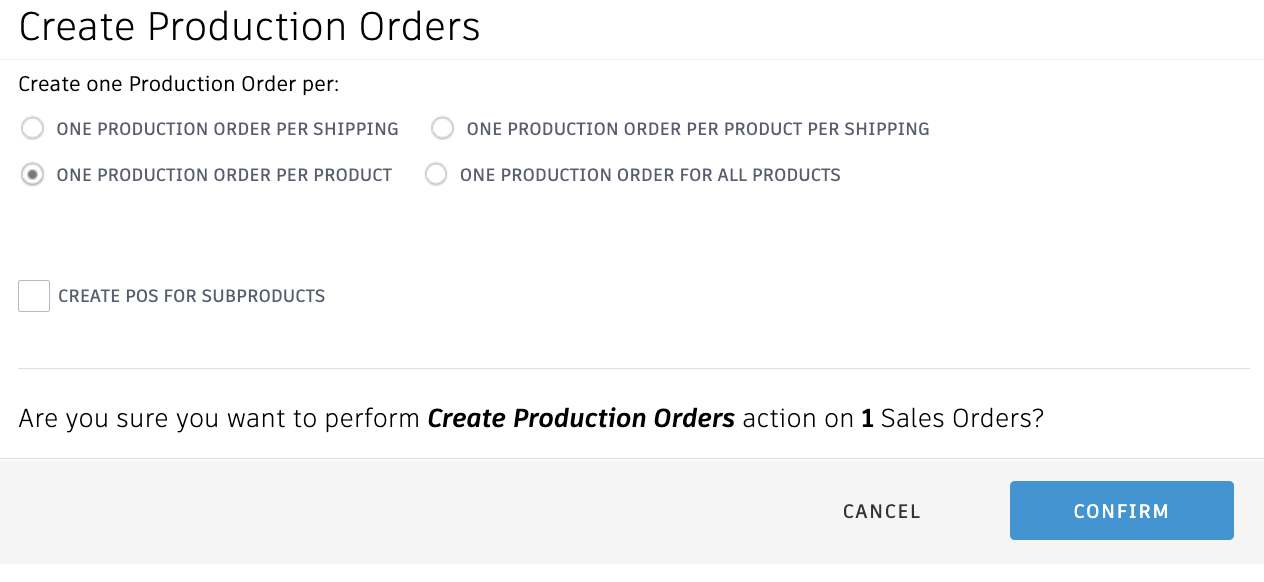 Create Production Orders
Create one Production Order per:
ONE PRODUCTION ORDER PER SHIPPING ONE PRODUCTION ORDER PER PRODUCT PER SHIPPING
ONE PRODUCTION ORDER PER PRODUCT ONE PRODUCTION ORDER FOR ALL PRODUCTS
CREATE POS FOR SUBPRODUCTS
Are you sure you want to perform Create Production Orders action on 1 Sales Orders?
CANCEL CONFIRM